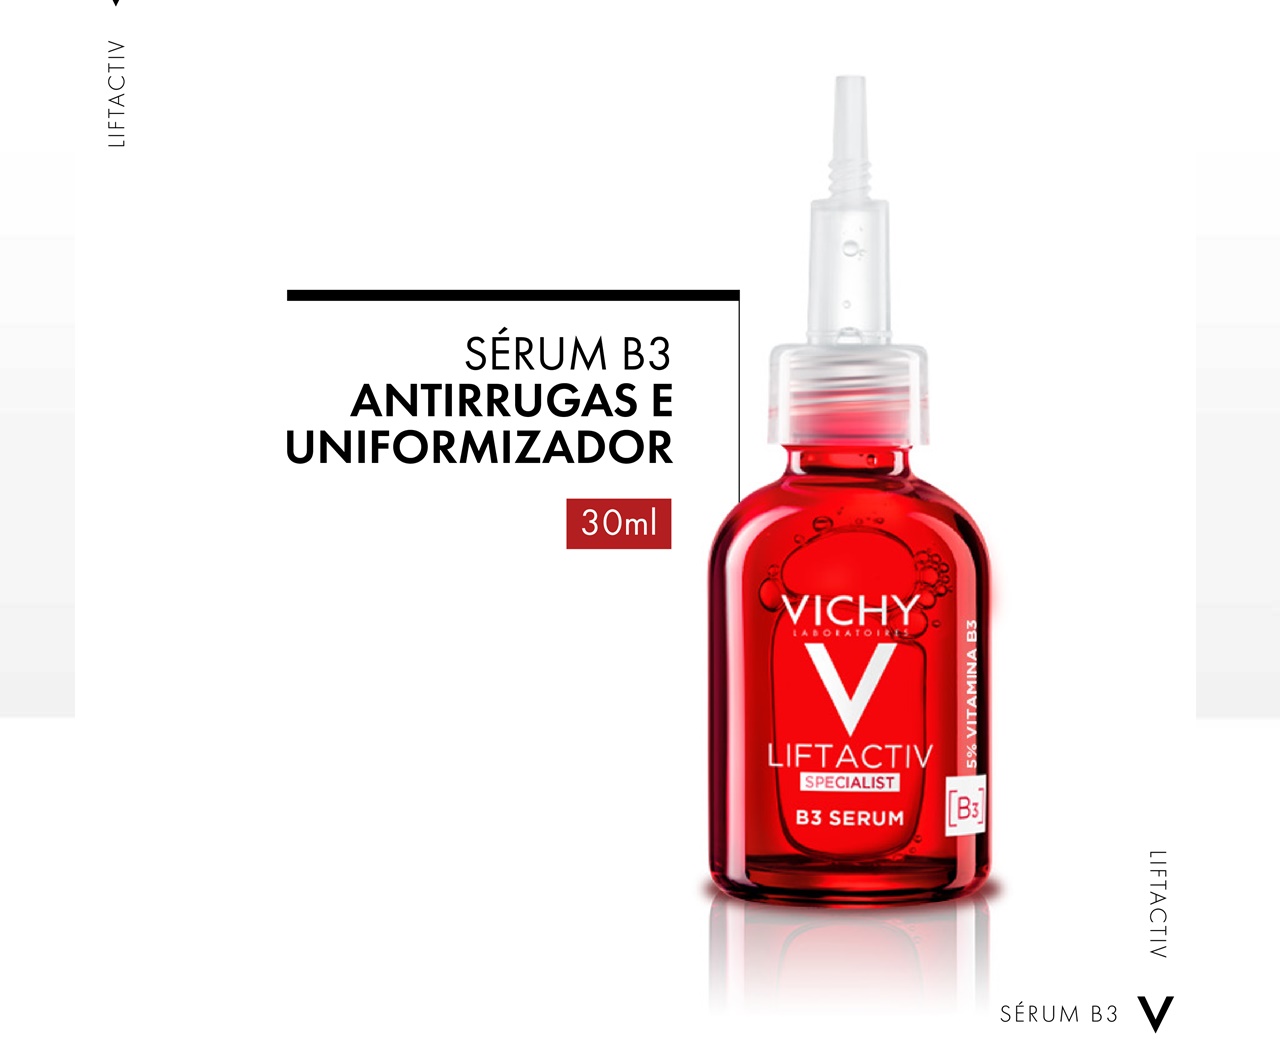 LIFTACTIV
SÉRUM B3
ANTIRRUGAS E
UNIFORMIZADOR
30ml
VICHY
LABORATOIRES
V
LIFTACTIV
SPECIALIST
B3 SERUM
5% VITAMINA B3
[B3]
LIFTACTIV
SÉRUM B3 V